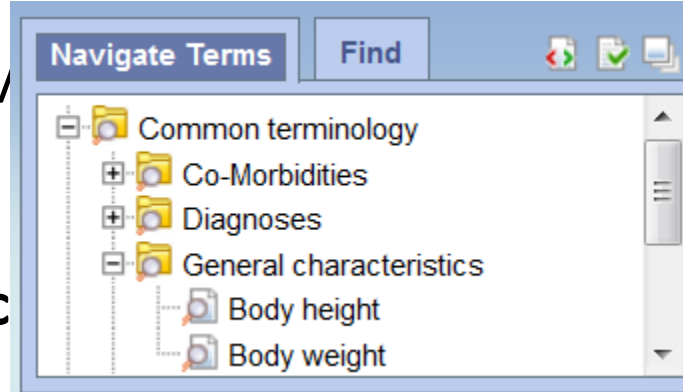 Navigate Terms Find
Common terminology
Co-Morbidities
Diagnoses
General characteristics
Body height
Body weight